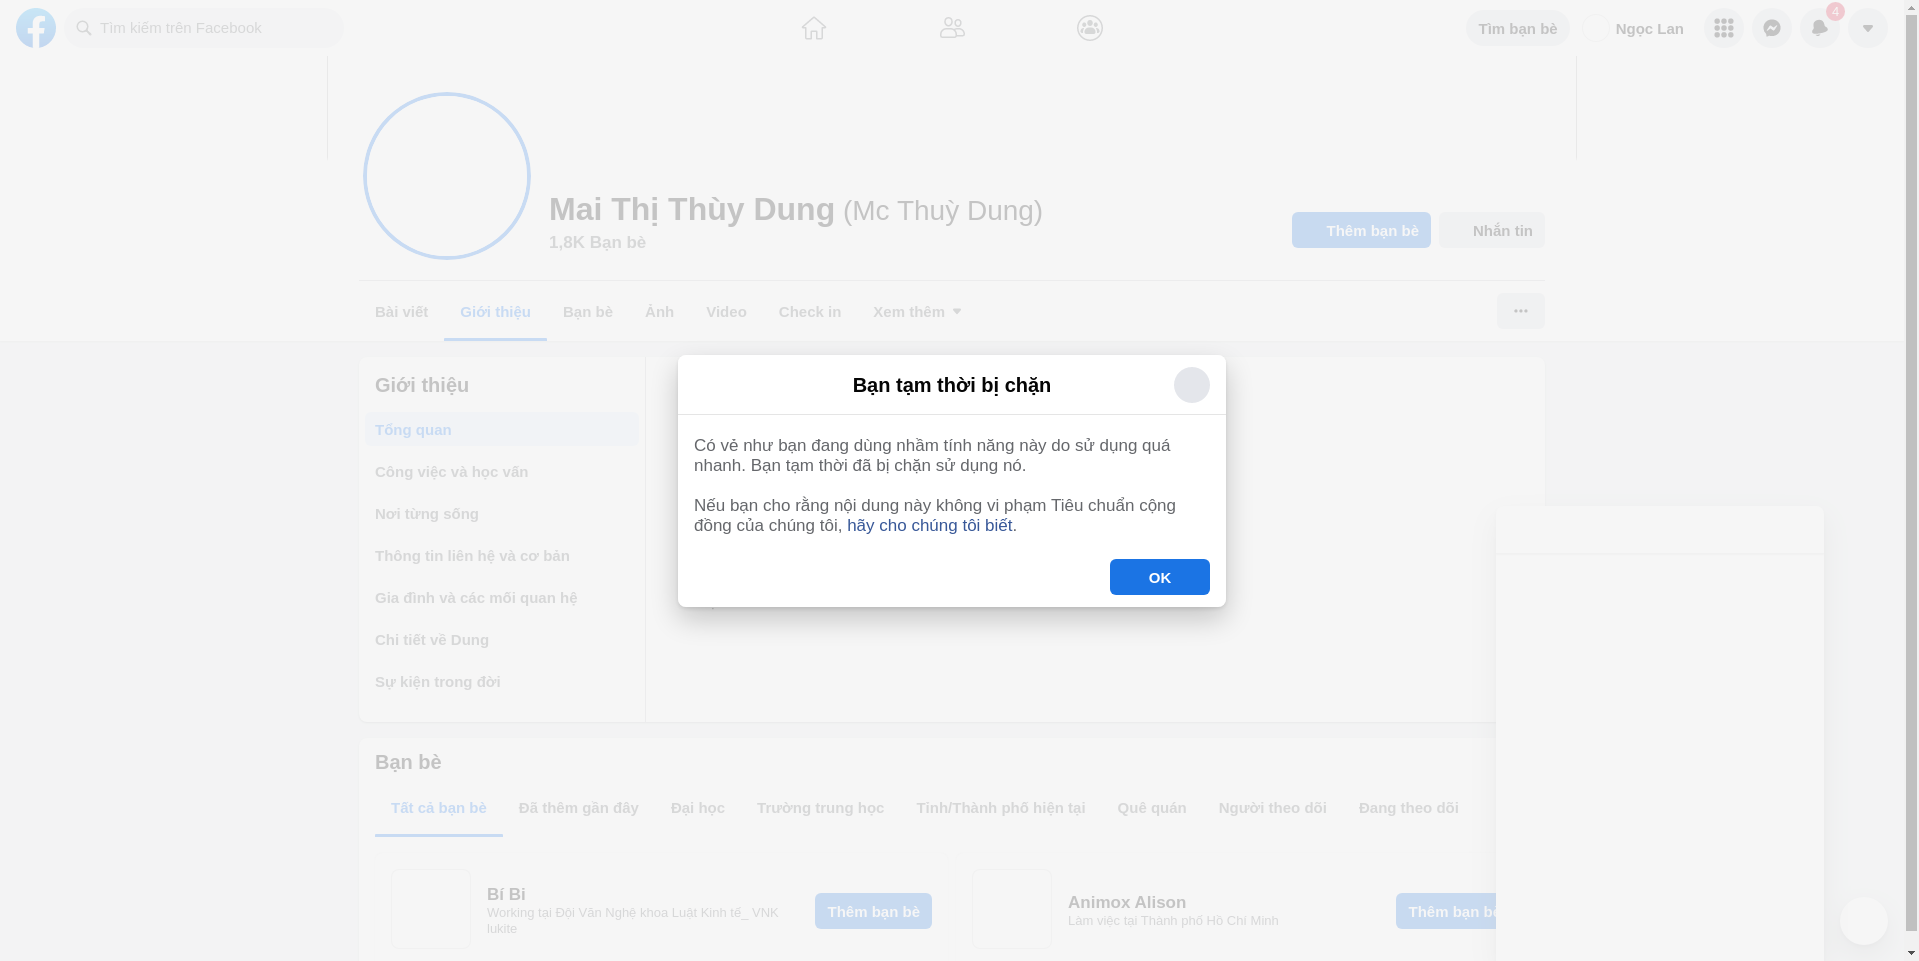 Tìm kiếm trên Facebook
Tìm bạn bè
Ngọc Lan
4
Mai Thị Thùy Dung (Mc Thuỳ Dung)
1,8K Bạn bè
Thêm bạn bè
Nhắn tin
Bài viết
Giới thiệu
Bạn bè
Ảnh
Video
Check in
Xem thêm
Giới thiệu
Tổng quan
Công việc và học vấn
Nơi từng sống
Thông tin liên hệ và cơ bản
Gia đình và các mối quan hệ
Chi tiết về Dung
Sự kiện trong đời
Bạn tạm thời bị chặn
Có vẻ như bạn đang dùng nhầm tính năng này do sử dụng quá
nhanh. Bạn tạm thời đã bị chặn sử dụng nó.
Nếu bạn cho rằng nội dung này không vi phạm Tiêu chuẩn cộng
đồng của chúng tôi, hãy cho chúng tôi biết.
OK
Bạn bè
Tất cả bạn bè
Đã thêm gần đây
Đại học
Trường trung học
Tỉnh/Thành phố hiện tại
Quê quán
Người theo dõi
Đang theo dõi
Bí Bi
Working tại Đội Văn Nghệ khoa Luật Kinh tế_ VNK
lukite
Thêm bạn bè
Animox Alison
Làm việc tại Thành phố Hồ Chí Minh
Thêm bạn bè